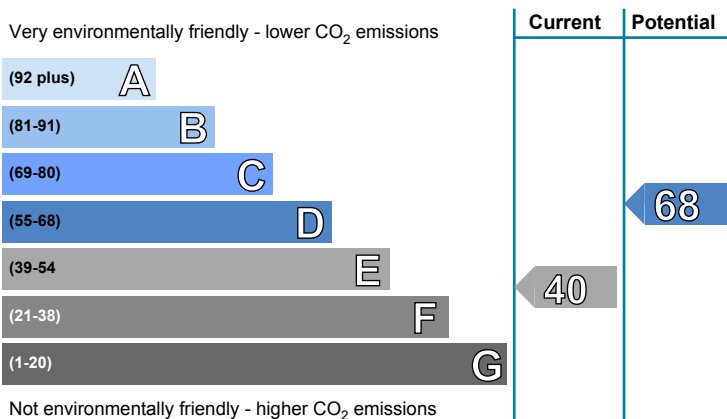 Very environmentally friendly - lower CO2 emissions
Current
Potential
(92 plus) A
(81-91) B
(69-80) C
(55-68) D
68
(39-54 E
40
(21-38) F
(1-20) G
Not environmentally friendly - higher CO2 emissions